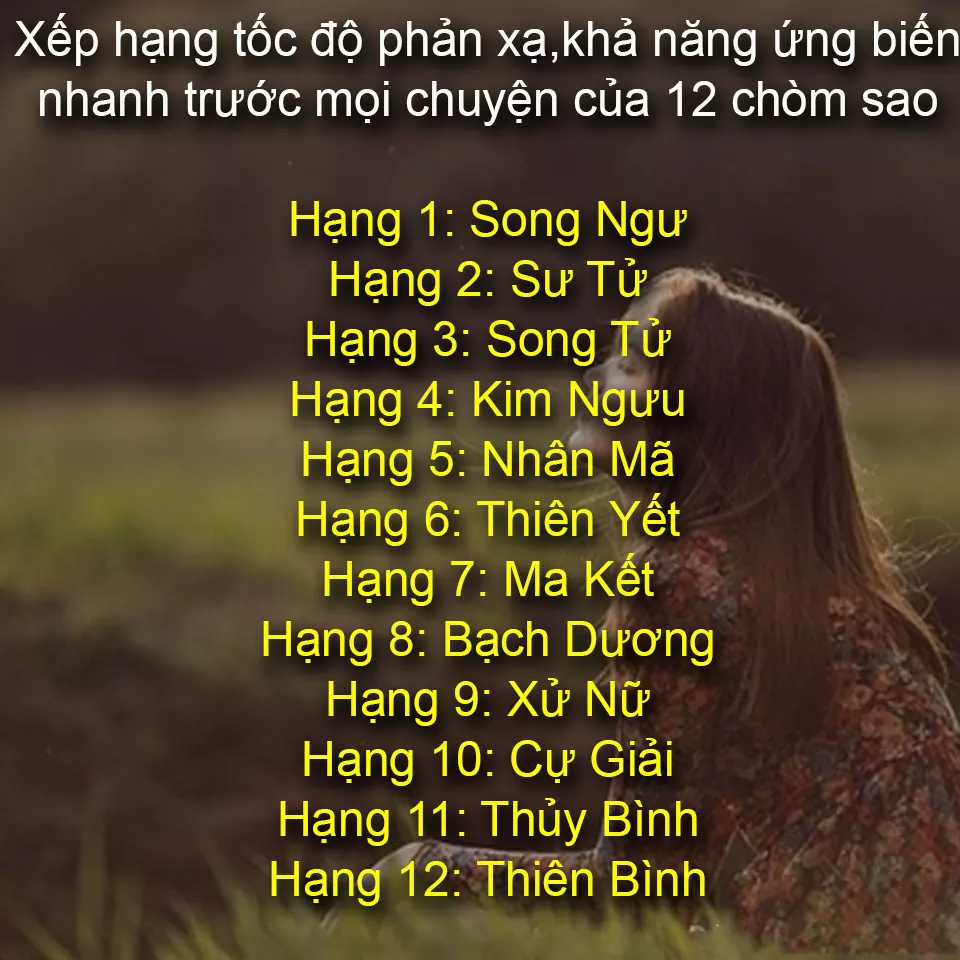 Xếp hạng tốc độ phản xạ,khả năng ứng biến
nhanh trước mọi chuyện của 12 chòm sao
Hạng 1: Song Ngư
Hạng 2: Sư Tử
Hạng 3: Song Tử
Hạng 4: Kim Ngưu
Hạng 5: Nhân Mã
Hạng 6: Thiên Yết
Hạng 7: Ma Kết
Hạng 8: Bạch Dương
Hạng 9: Xử Nữ
Hạng 10: Cự Giải
Hạng 11: Thủy Bình
Hạng 12: Thiên Bình